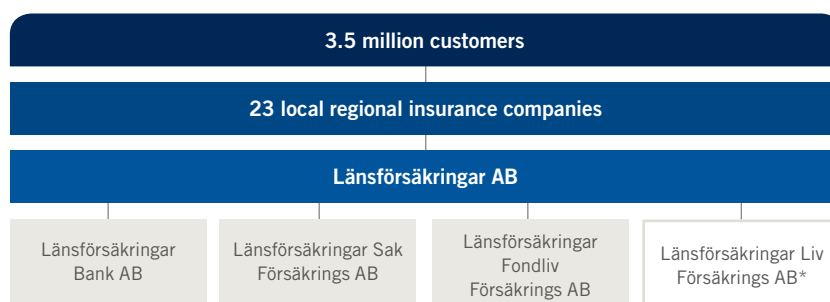 3.5 million customers
23 local regional insurance companies
Länsförsäkringar AB
Länsförsäkringar
Bank AB
Länsförsäkringar Sak
Försäkrings AB
Länsförsäkringar
Fondliv
Försäkrings AB
Länsförsäkringar Liv
Försäkrings AB*